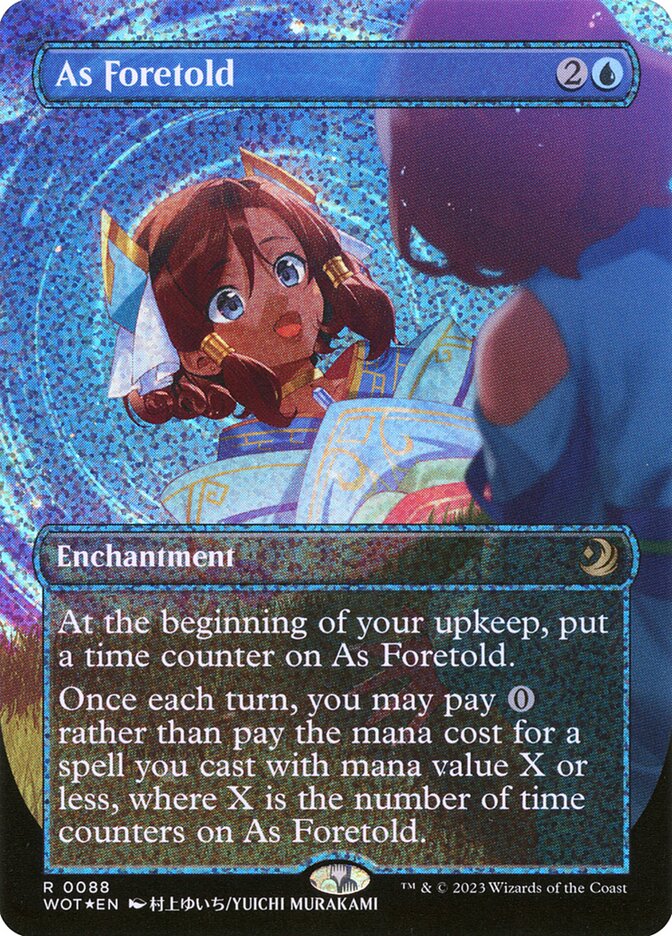 As Foretold 2
Enchantment
At the beginning of your upkeep, put
a time counter on As Foretold.
Once each turn, you may pay 0
rather than pay the mana cost for a
spell you cast with mana value X or
less, where X is the number of time
counters on As Foretold.
R 0088
WOT★EN 村上ゆいち/YUICHI MURAKAMI
™ & © 2023 Wizards of the Coast